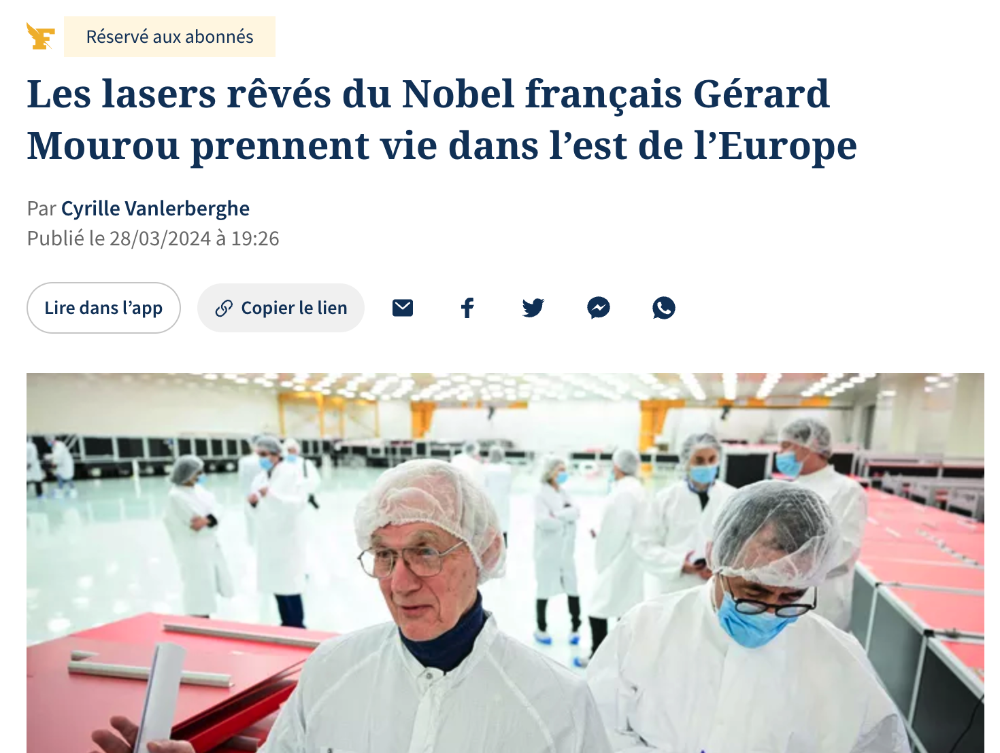 Réservé aux abonnés
Les lasers rêvés du Nobel français Gérard
Mourou prennent vie dans l’est de l’Europe
Par Cyrille Vanlerberghe
Publié le 28/03/2024 à 19:26
Lire dans l’app
Copier le lien